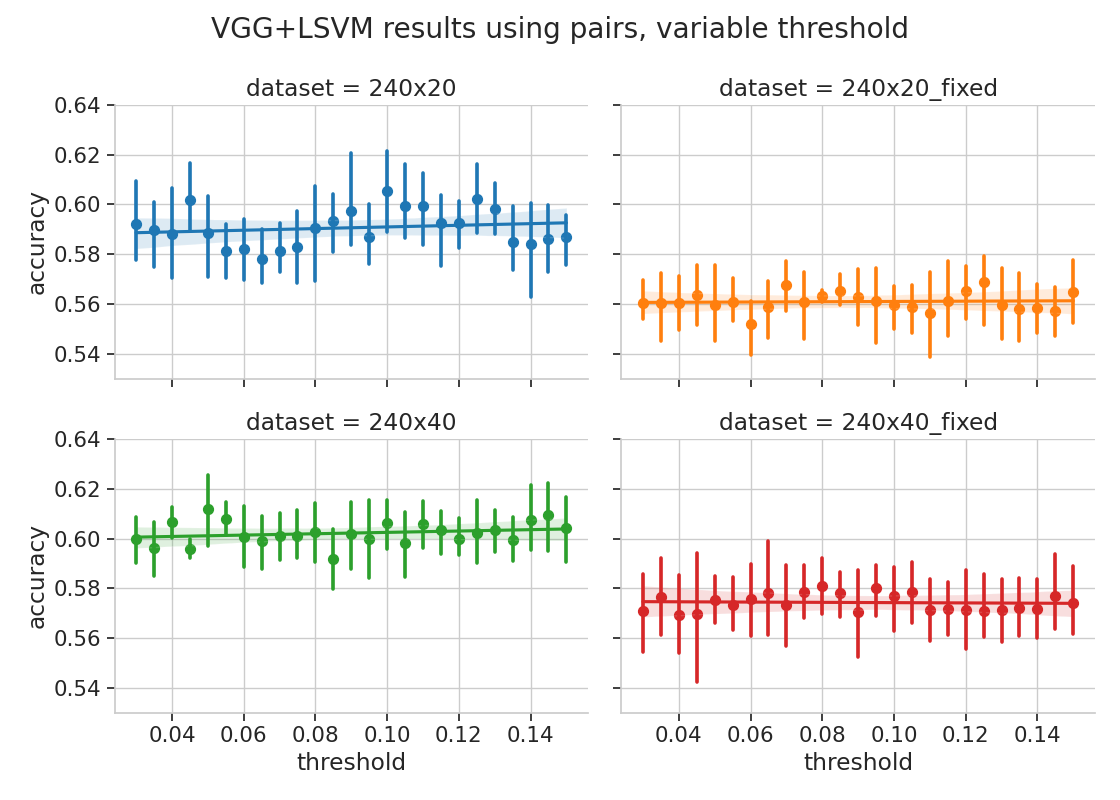 VGG+LSVM results using pairs, variable threshold
dataset = 240x20
dataset = 240x20_fixed
0.64
0.62
0.60
0.58
0.56
0.54
accuracy
dataset = 240x40
dataset = 240x40_fixed
0.64
0.62
0.60
0.58
0.56
0.54
accuracy
0.04 0.06 0.08 0.10 0.12 0.14
threshold
0.04 0.06 0.08 0.10 0.12 0.14
threshold